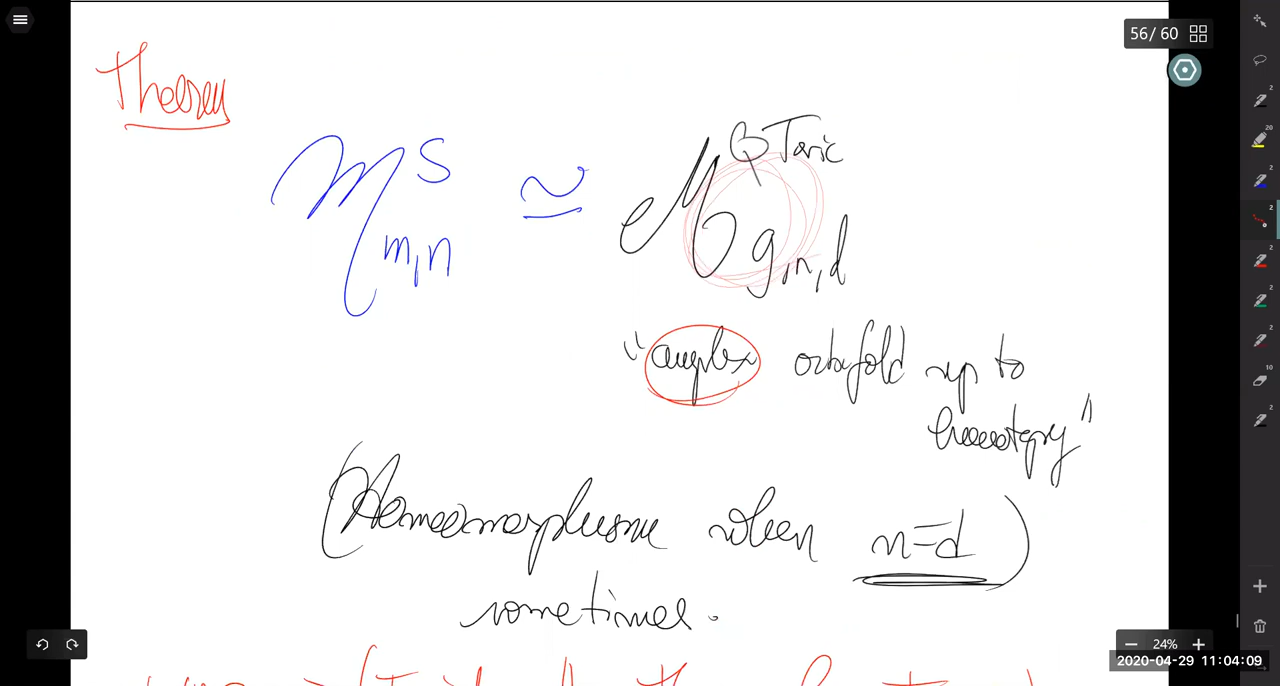 56/60
Theorem
M^S_{m,n} ≃ M^{Q Toric}_{g,n,d}
"complex orbifold up to
homotopy"
(Homeomorphism when n=d)
sometimes.
24%
2020-04-29 11:04:09